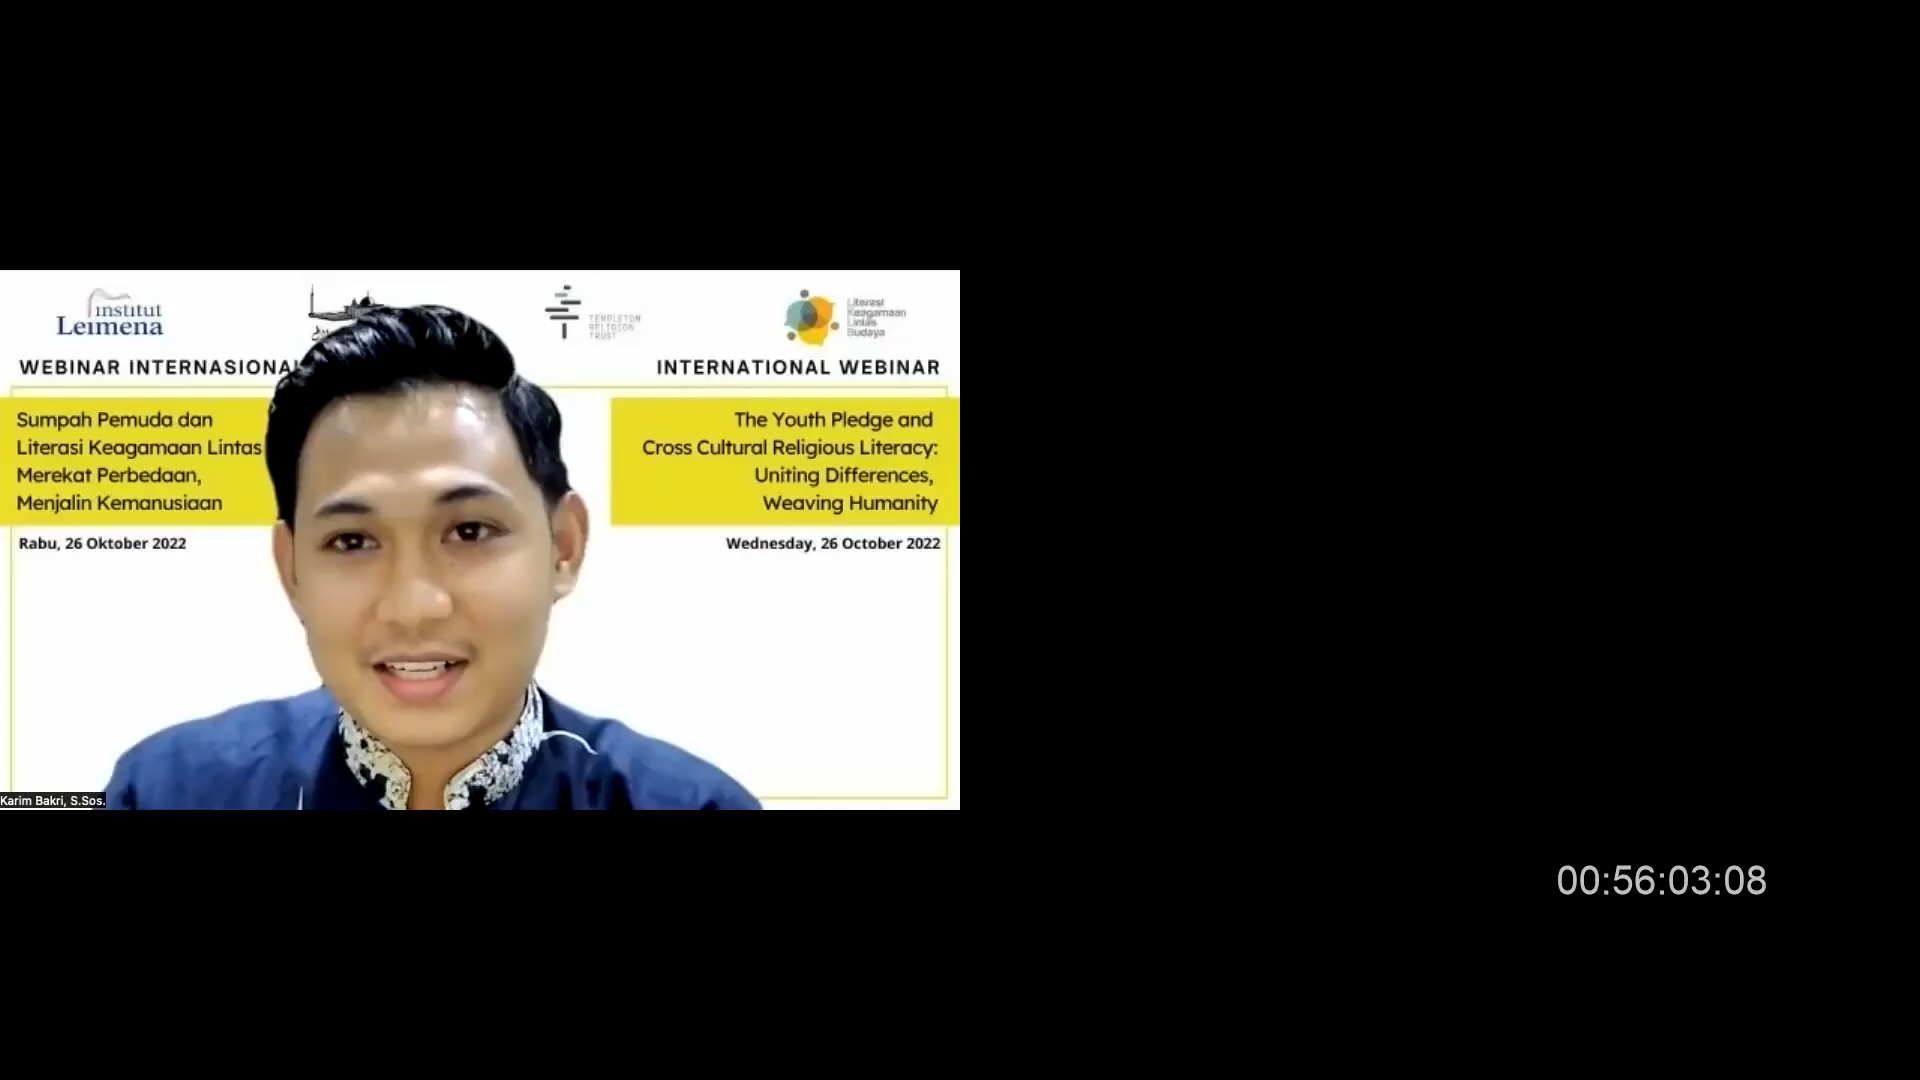 institut
Leimena
TEMPLETON
RELIGION
TRUST
Literasi
Keagamaan
Lintas
Budaya
WEBINAR INTERNASIONAL
INTERNATIONAL WEBINAR
Sumpah Pemuda dan
Literasi Keagamaan Lintas
Merekat Perbedaan,
Menjalin Kemanusiaan
The Youth Pledge and
Cross Cultural Religious Literacy:
Uniting Differences,
Weaving Humanity
Rabu, 26 Oktober 2022
Wednesday, 26 October 2022
Karim Bakri, S.Sos.
00:56:03:08